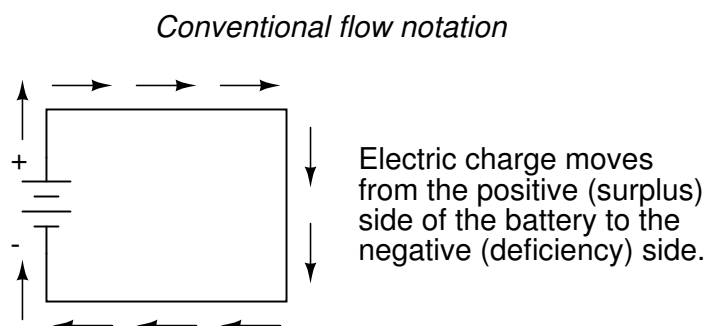 Conventional flow notation
+
-
Electric charge moves
from the positive (surplus)
side of the battery to the
negative (deficiency) side.